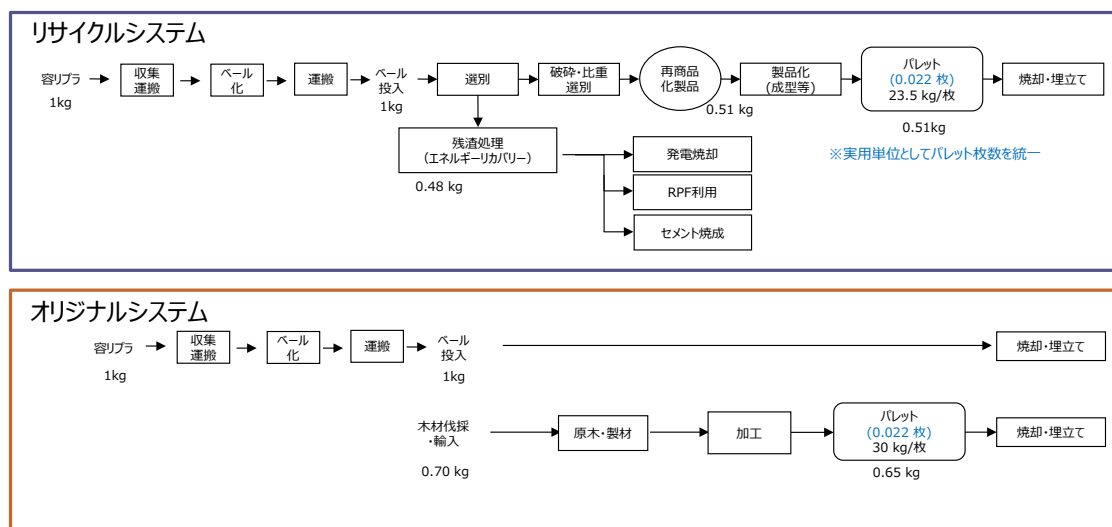 リサイクルシステム
容リプラ
1kg
収集
運搬
ベール
化
運搬
ベール
投入
1kg
選別
破砕・比重
選別
再商品
化製品
0.51 kg
製品化
(成型等)
パレット
(0.022 枚)
23.5 kg/枚
0.51kg
焼却・埋立て
※実用単位としてパレット枚数を統一
残渣処理
(エネルギーリカバリー)
0.48 kg
発電焼却
RPF利用
セメント焼成
オリジナルシステム
容リプラ
1kg
収集
運搬
ベール
化
運搬
ベール
投入
1kg
焼却・埋立て
木材伐採
・輸入
0.70 kg
原木・製材
加工
パレット
(0.022 枚)
30 kg/枚
0.65 kg
焼却・埋立て